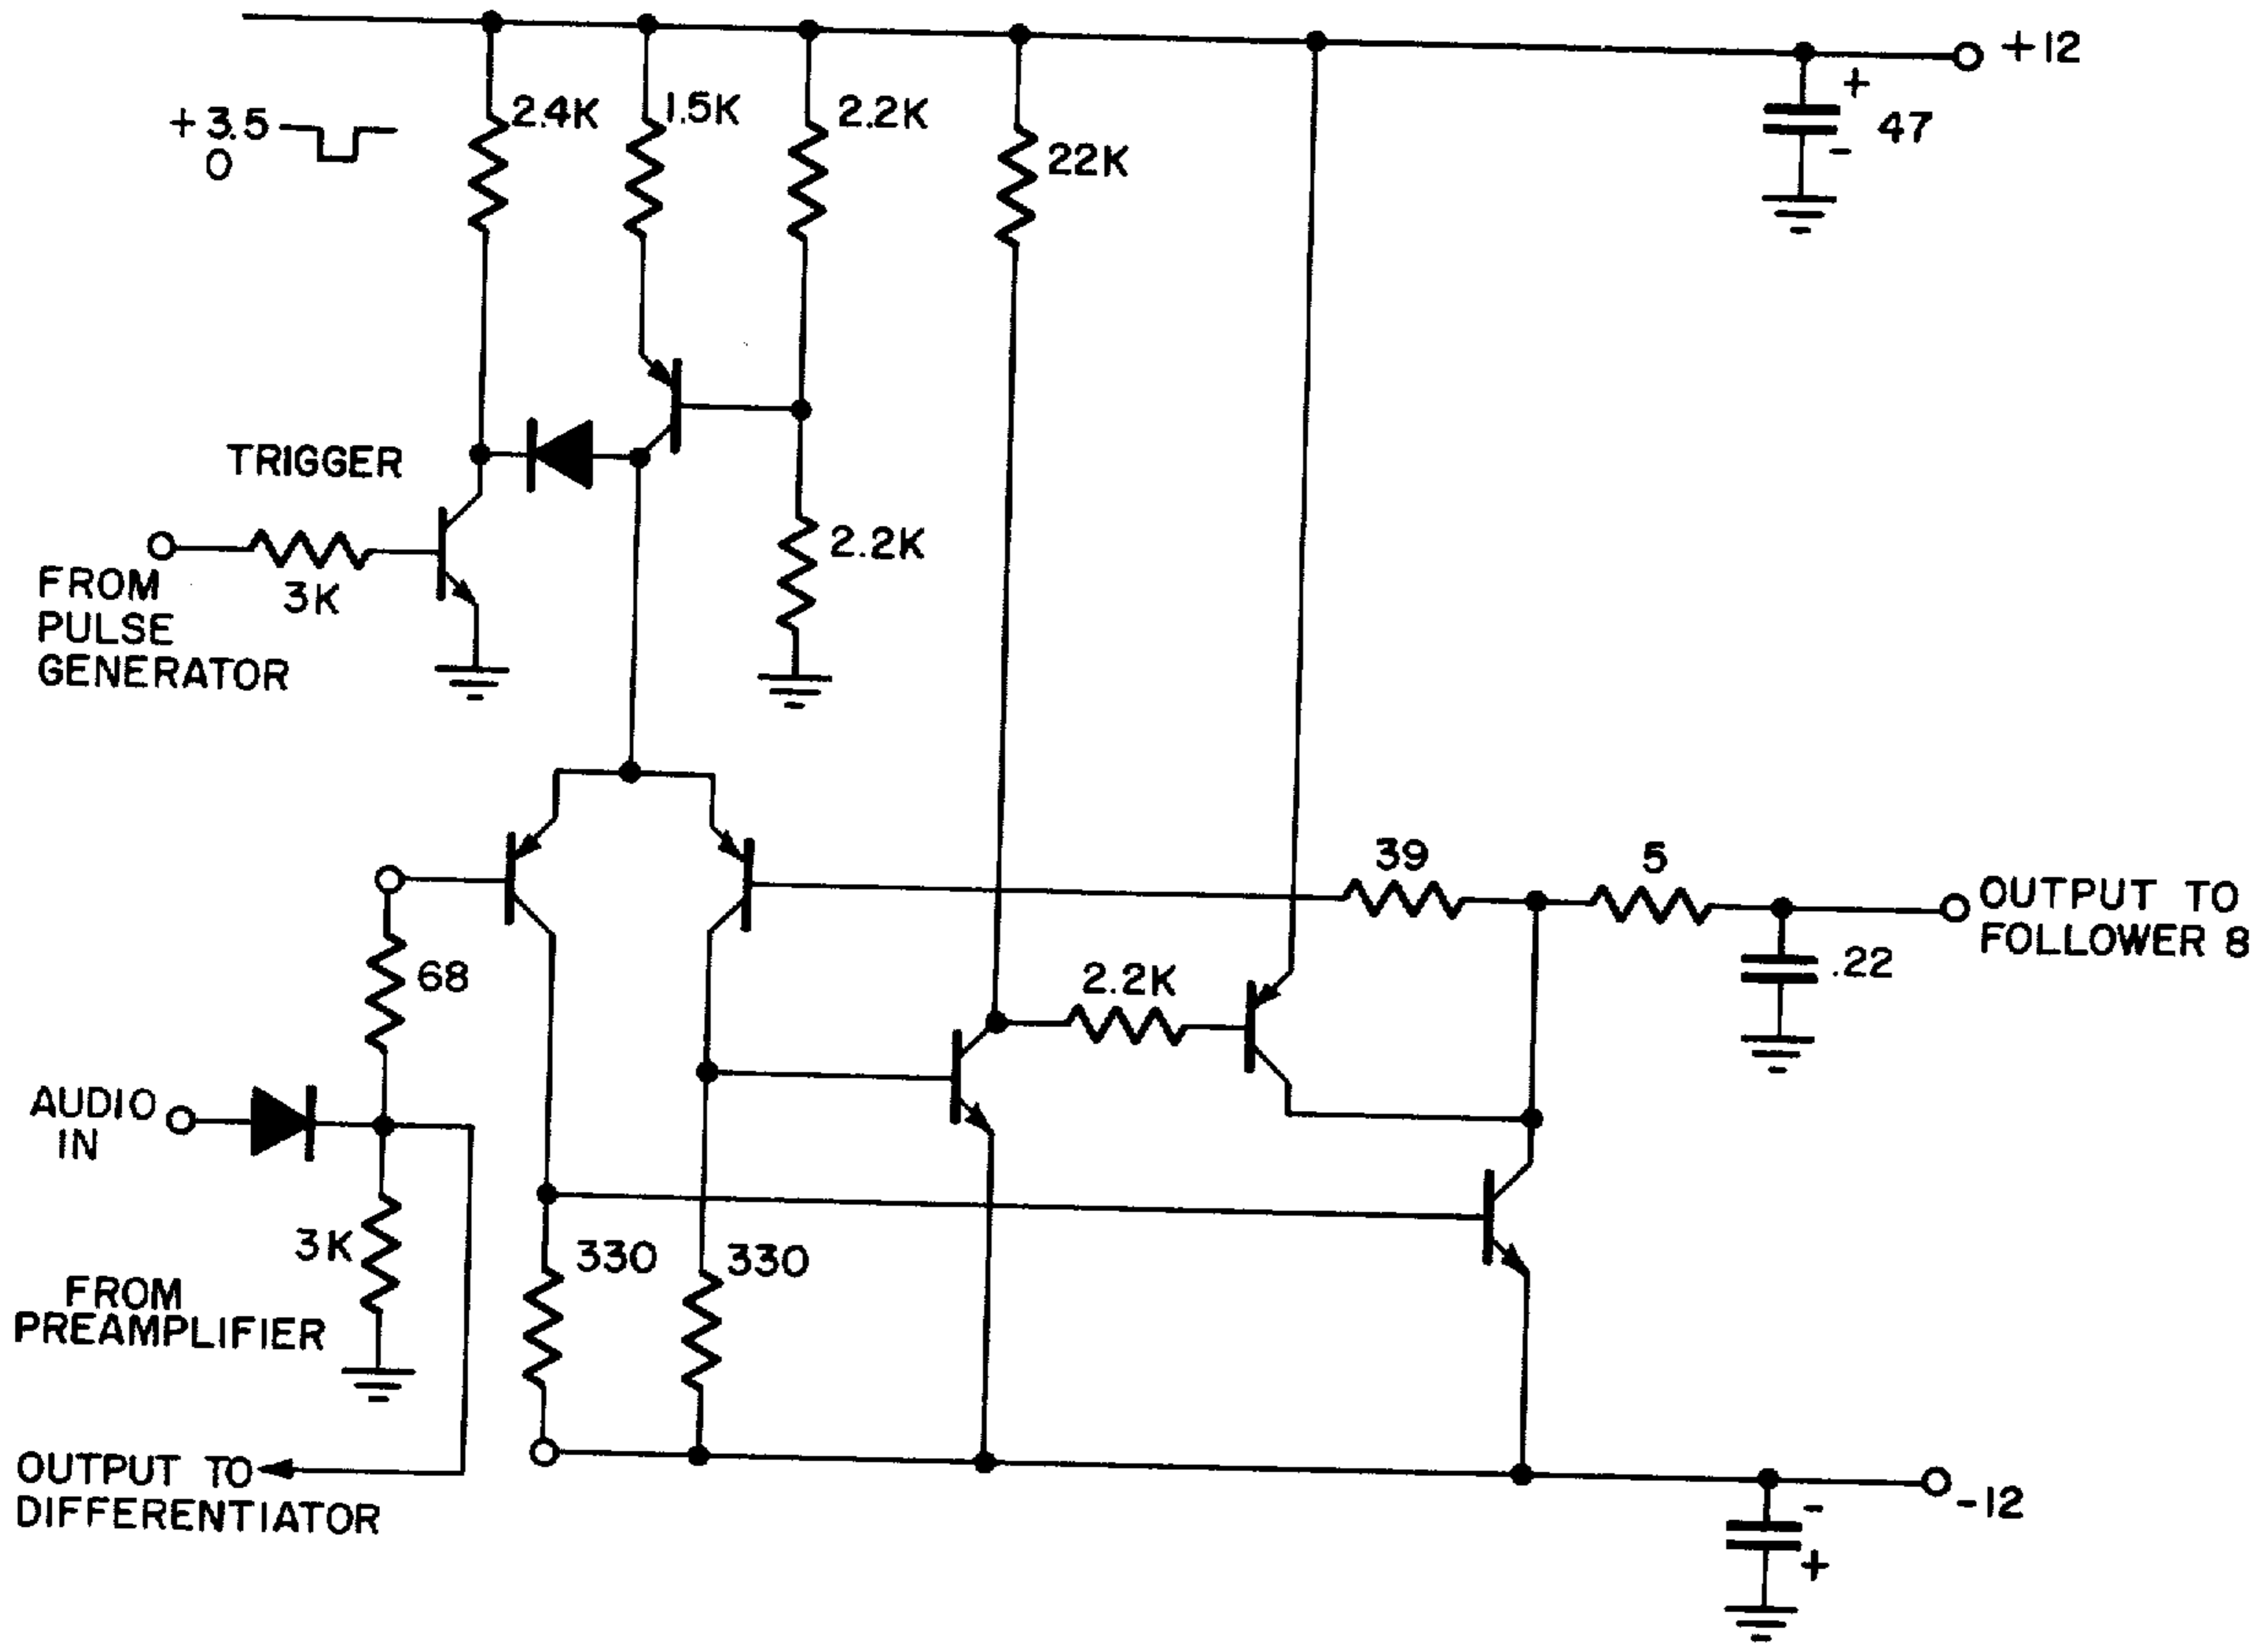 +12
+
47
-
2.4K
1.5K
2.2K
22K
+3.5
0
TRIGGER
2.2K
3K
FROM
PULSE
GENERATOR
39
5
OUTPUT TO
FOLLOWER 8
.22
68
2.2K
AUDIO
IN
3K
330
330
FROM
PREAMPLIFIER
OUTPUT TO
DIFFERENTIATOR
-12
-
+